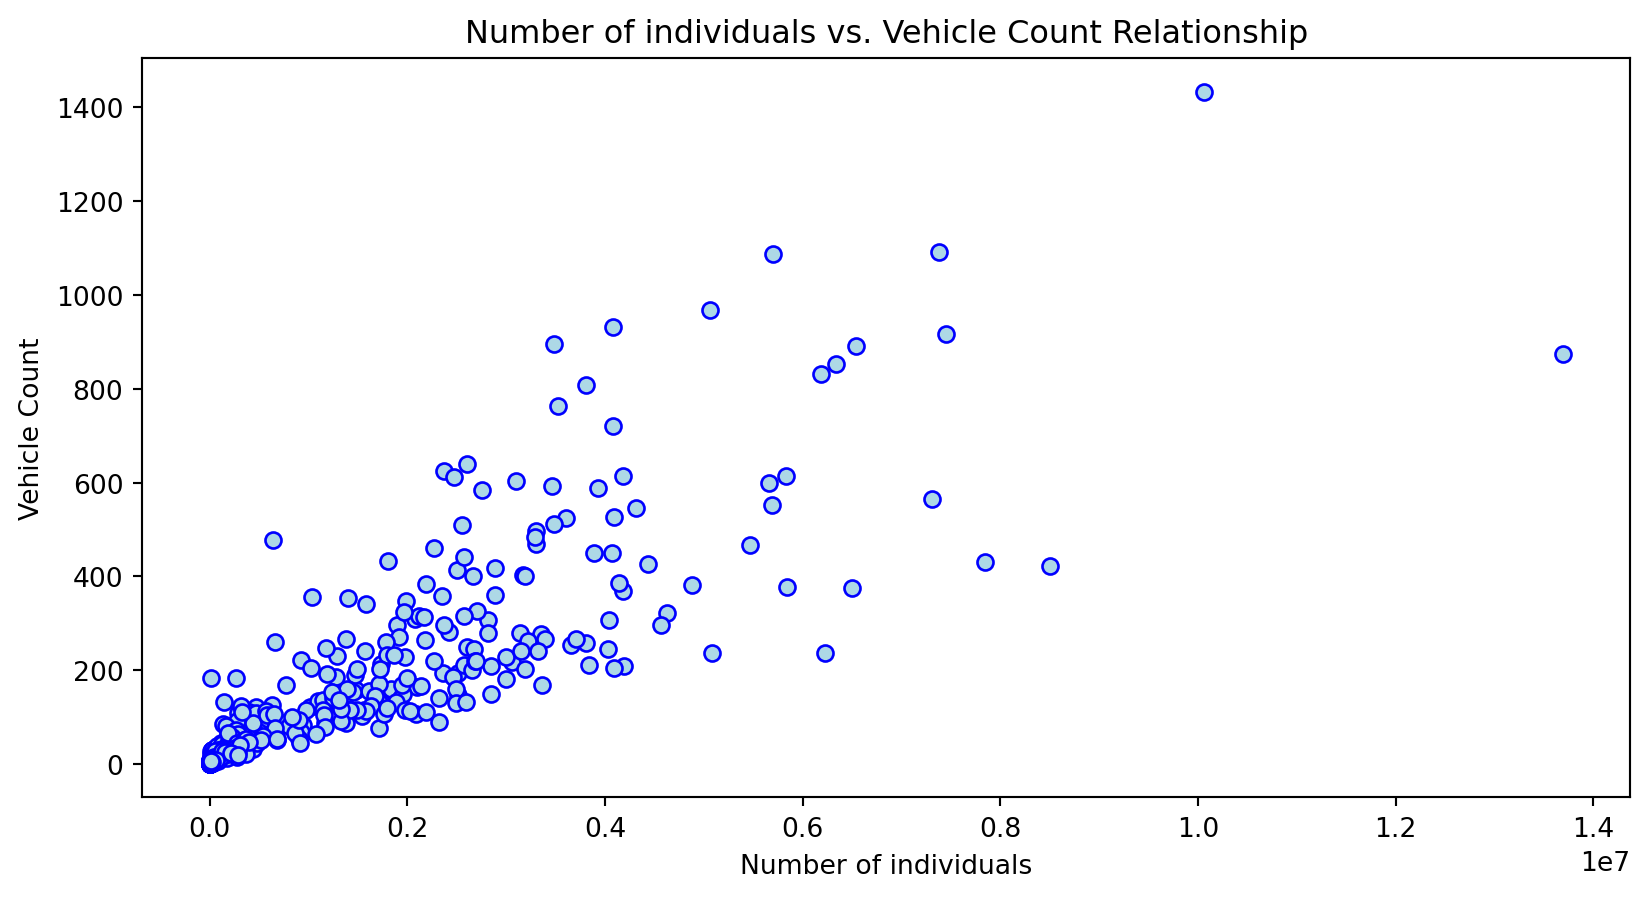 Number of individuals vs. Vehicle Count Relationship
1400
1200
1000
800
600
400
200
0
Vehicle Count
0.0 0.2 0.4 0.6 0.8 1.0 1.2 1.4
1e7
Number of individuals